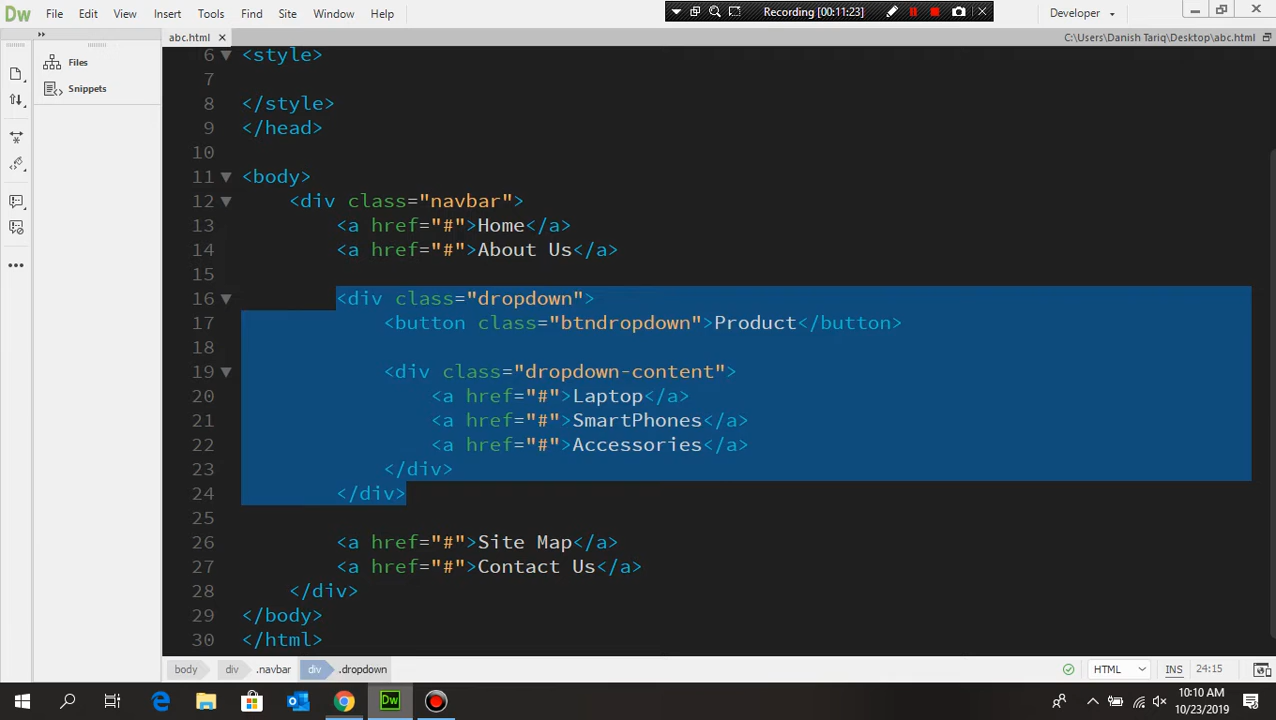 Dw File Edit View Insert Tools Find Site Window Help Recording [00:11:23] Developer
abc.html C:\Users\Danish Tariq\Desktop\abc.html
Files
Snippets
6 <style>
7
8 </style>
9 </head>
10
11 <body>
12 <div class="navbar">
13 <a href="#">Home</a>
14 <a href="#">About Us</a>
15
16 <div class="dropdown">
17 <button class="btndropdown">Product</button>
18
19 <div class="dropdown-content">
20 <a href="#">Laptop</a>
21 <a href="#">SmartPhones</a>
22 <a href="#">Accessories</a>
23 </div>
24 </div>
25
26 <a href="#">Site Map</a>
27 <a href="#">Contact Us</a>
28 </div>
29 </body>
30 </html>
body div .navbar div .dropdown HTML INS 24:15
Dw 10:10 AM
10/23/2019